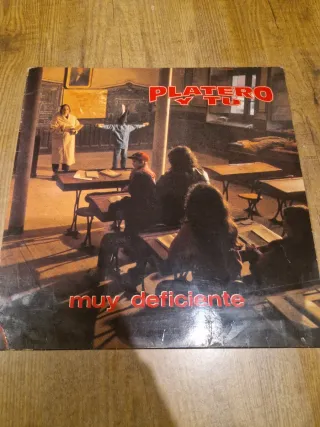 PLATERO
Y TU
muy deficiente